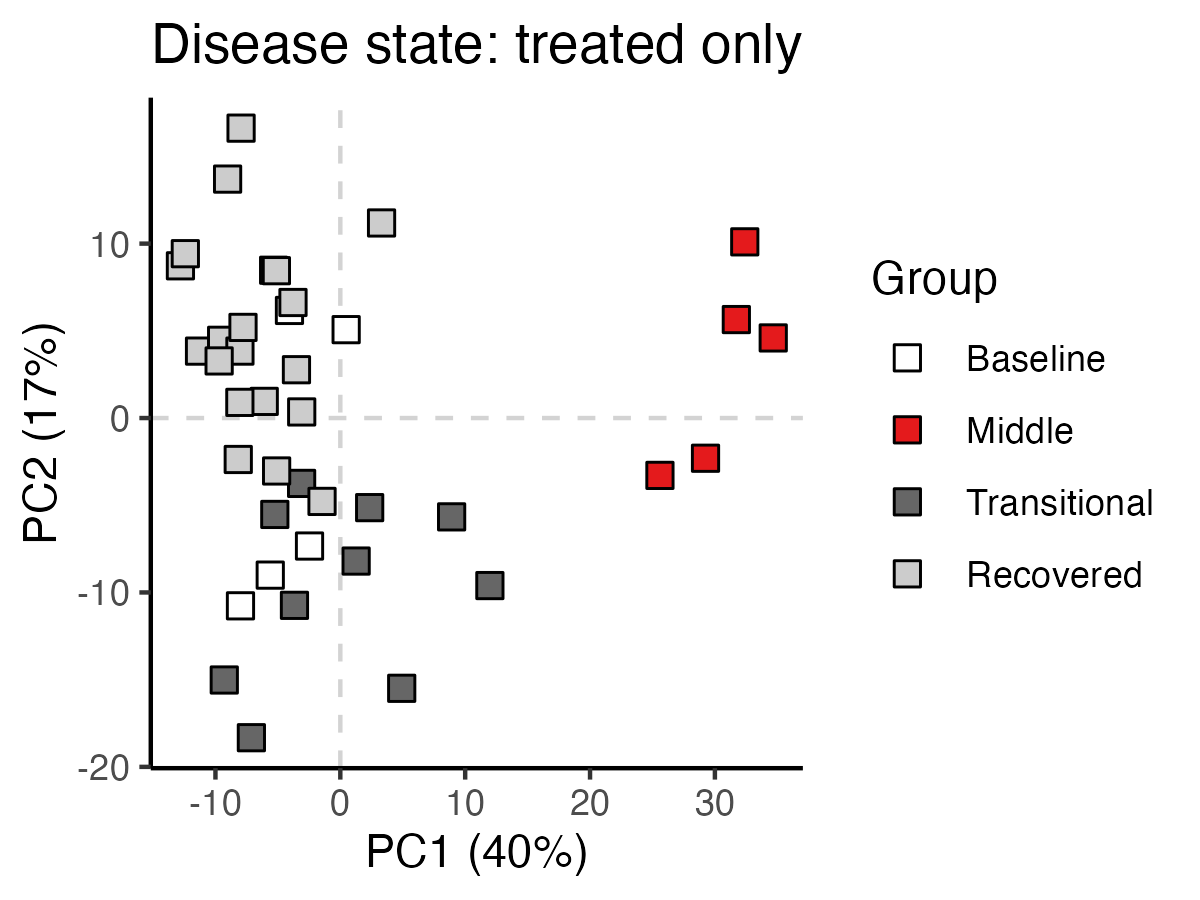 Disease state: treated only
PC2 (17%)
10
0
-10
-20
-10 0 10 20 30
PC1 (40%)
Group
Baseline
Middle
Transitional
Recovered